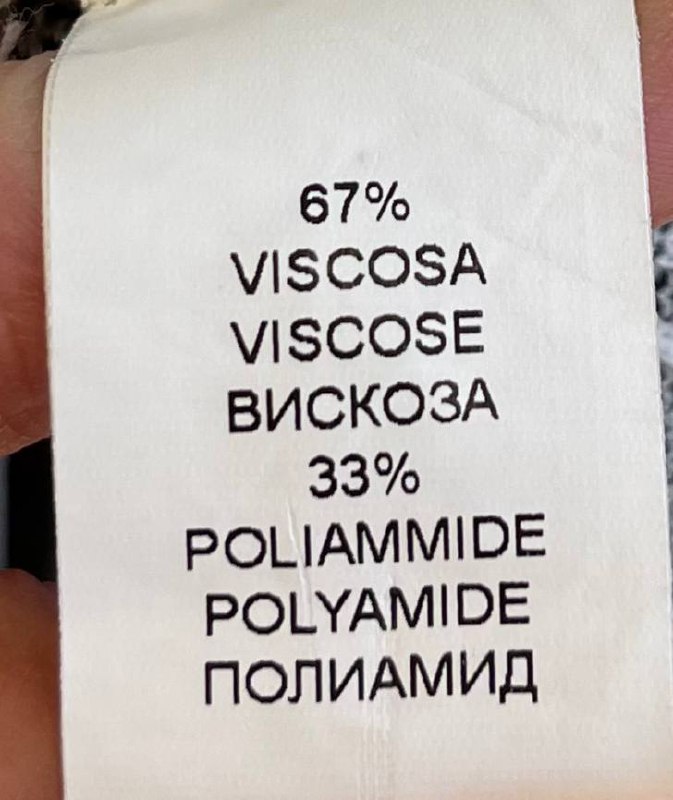 67%
VISCOSA
VISCOSE
ВИСКОЗА
33%
POLIAMMIDE
POLYAMIDE
ПОЛИАМИД